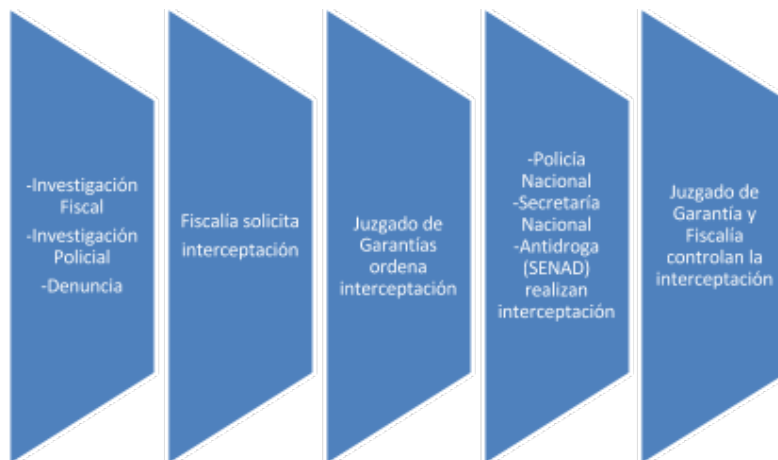 -Investigación
Fiscal
-Investigación
Policial
-Denuncia
Fiscalía solicita
interceptación
Juzgado de
Garantías
ordena
interceptación
-Policía
Nacional
-Secretaría
Nacional
-Antidroga
(SENAD)
realizan
interceptación
Juzgado de
Garantía y
Fiscalía
controlan la
interceptación